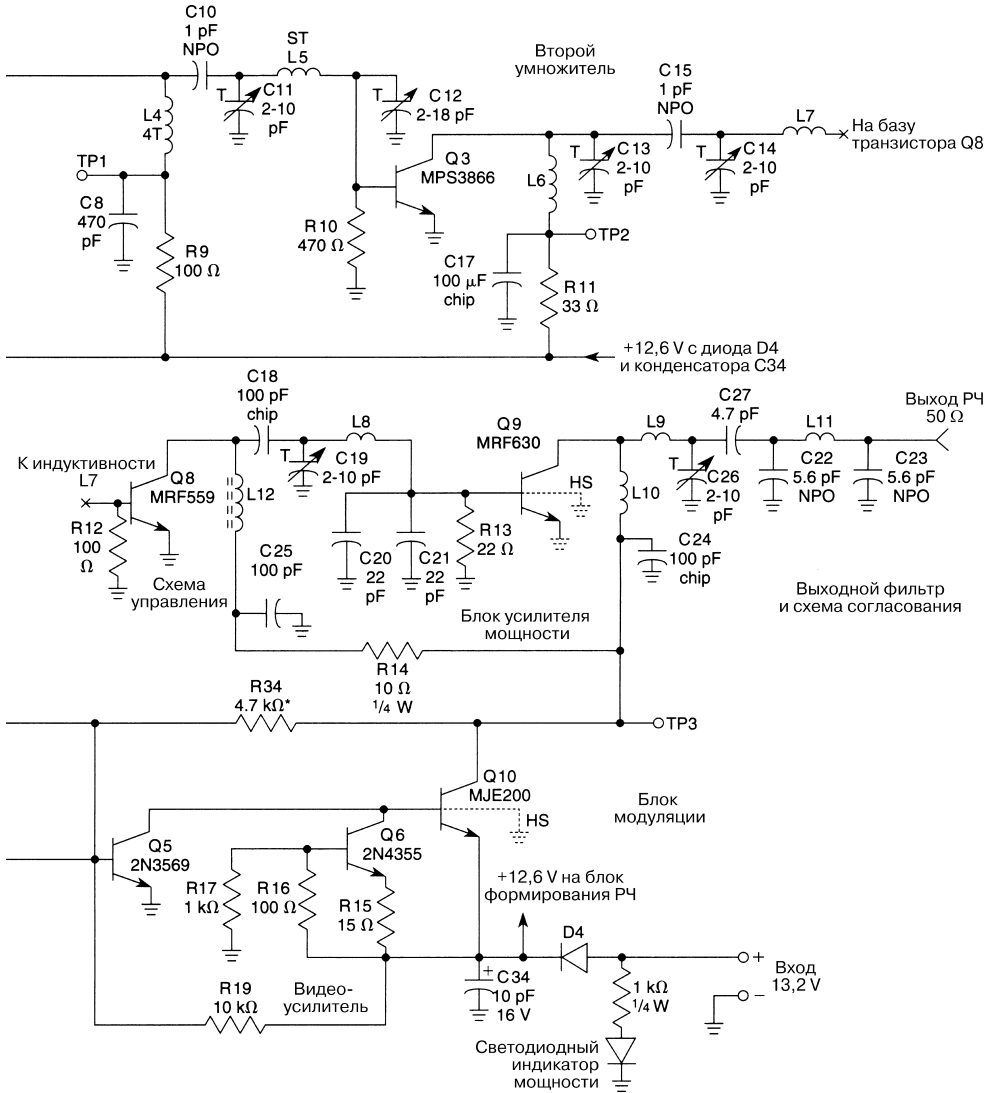 C10
1 pF
NPO
ST
L5
Второй
умножитель
C15
1 pF
NPO
L4
4T
T
C11
2-10
pF
T
C12
2-18 pF
L7
На базу
транзистора Q8
Q3
MPS3866
T
C13
2-10
pF
T
C14
2-10
pF
TP1
L6
C8
470
pF
R9
100 Ω
R10
470 Ω
TP2
C17
100 µF
chip
R11
33 Ω
+12,6 V с диода D4
и конденсатора C34
C18
100 pF
chip
L8
Q9
MRF630
L9
C27
4.7 pF
L11
Выход РЧ
50 Ω
К индуктивности
L7
Q8
MRF559
T
C19
2-10 pF
L12
HS
L10
T
C26
2-10
pF
C22
5.6 pF
NPO
C23
5.6 pF
NPO
R12
100
Ω
R13
22 Ω
C25
100 pF
C20
22
pF
C21
22
pF
C24
100 pF
chip
Схема
управления
Блок усилителя
мощности
Выходной фильтр
и схема согласования
R14
10 Ω
1/4 W
R34
4.7 kΩ*
TP3
Q10
MJE200
HS
Блок
модуляции
Q5
2N3569
Q6
2N4355
R17
1 kΩ
R16
100 Ω
R15
15 Ω
+12,6 V на блок
формирования РЧ
D4
+
Вход
13,2 V
−
+
C34
10 pF
16 V
1 kΩ
1/4 W
R19
10 kΩ
Видео-
усилитель
Светодиодный
индикатор
мощности